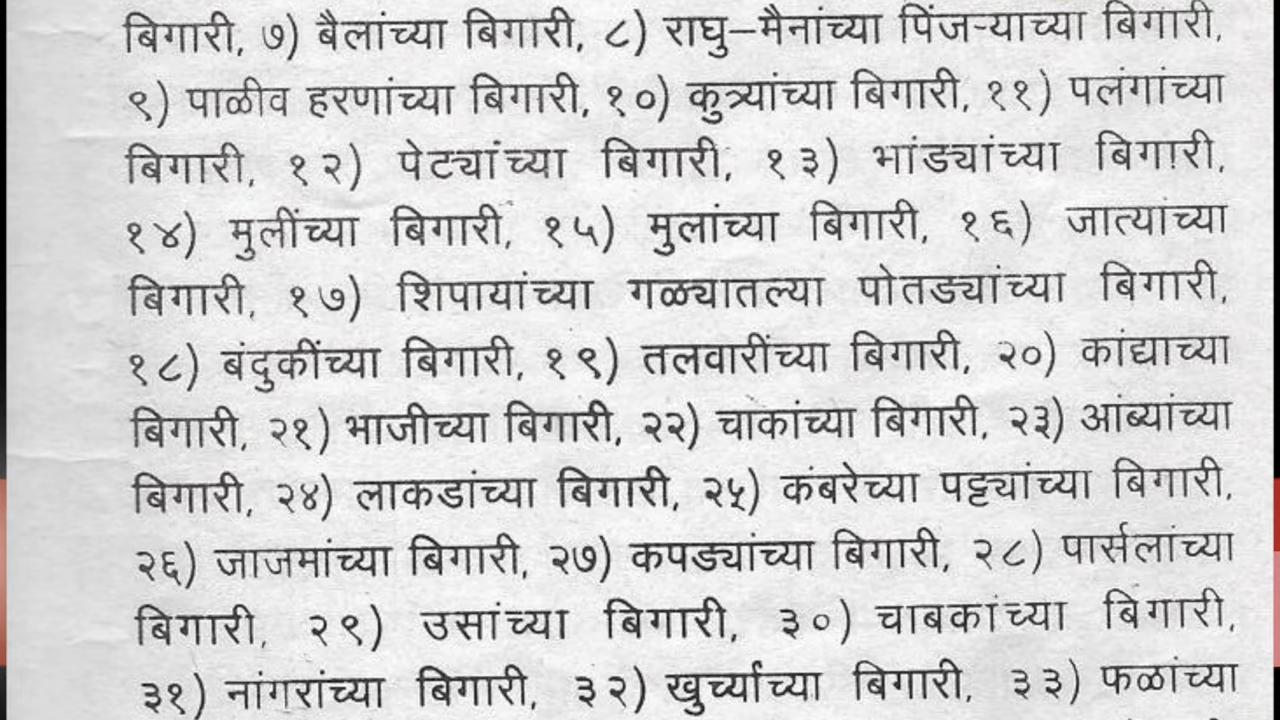 बिगारी, ७) बैलांच्या बिगारी, ८) राघु–मैनांच्या पिंजऱ्याच्या बिगारी,
९) पाळीव हरणांच्या बिगारी, १०) कुत्र्यांच्या बिगारी, ११) पलंगांच्या
बिगारी, १२) पेट्यांच्या बिगारी, १३) भांड्यांच्या बिगारी,
१४) मुलींच्या बिगारी, १५) मुलांच्या बिगारी, १६) जात्यांच्या
बिगारी, १७) शिपायांच्या गळ्यातल्या पोतड्यांच्या बिगारी,
१८) बंदुकींच्या बिगारी, १९) तलवारींच्या बिगारी, २०) कांद्याच्या
बिगारी, २१) भाजीच्या बिगारी, २२) चाकांच्या बिगारी, २३) आंब्यांच्या
बिगारी, २४) लाकडांच्या बिगारी, २५) कंबरेच्या पट्ट्यांच्या बिगारी,
२६) जाजमांच्या बिगारी, २७) कपड्यांच्या बिगारी, २८) पार्सलांच्या
बिगारी, २९) उसांच्या बिगारी, ३०) चाबकांच्या बिगारी,
३१) नांगरांच्या बिगारी, ३२) खुर्च्यांच्या बिगारी, ३३) फळांच्या